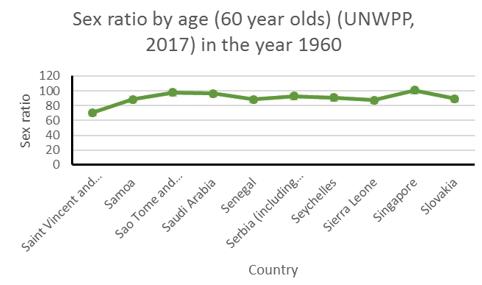 Sex ratio by age (60 year olds) (UNWPP,
2017) in the year 1960
120
100
80
60
40
20
0
Sex ratio
Saint Vincent and...
Samoa
Sao Tome and...
Saudi Arabia
Senegal
Serbia (including...
Seychelles
Sierra Leone
Singapore
Slovakia
Country